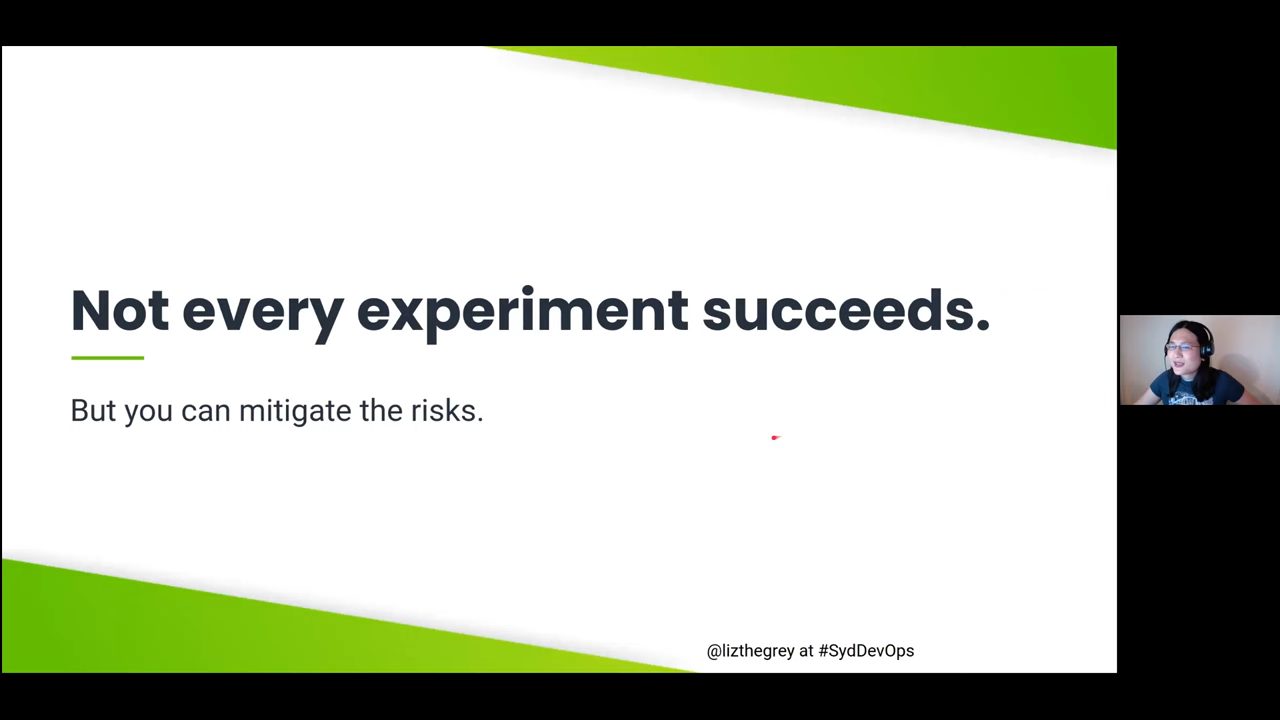 Not every experiment succeeds.
But you can mitigate the risks.
@lizthegrey at #SydDevOps